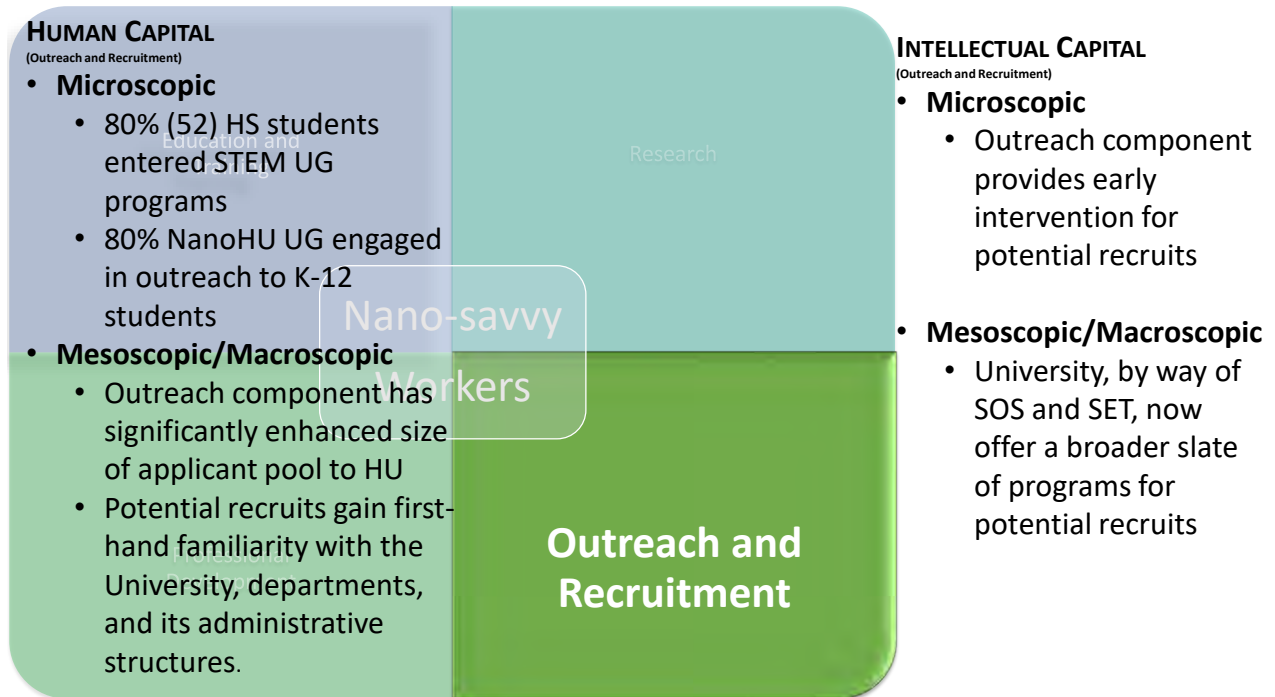 HUMAN CAPITAL
(Outreach and Recruitment)
• Microscopic
• 80% (52) HS students
entered STEM UG
programs
• 80% NanoHU UG engaged
in outreach to K-12
students
• Mesoscopic/Macroscopic
• Outreach component has
significantly enhanced size
of applicant pool to HU
• Potential recruits gain first-
hand familiarity with the
University, departments,
and its administrative
structures.
Education and
Training
Research
Nano-savvy
Workers
Professional
Outreach and
Recruitment
INTELLECTUAL CAPITAL
(Outreach and Recruitment)
• Microscopic
• Outreach component
provides early
intervention for
potential recruits
• Mesoscopic/Macroscopic
• University, by way of
SOS and SET, now
offer a broader slate
of programs for
potential recruits